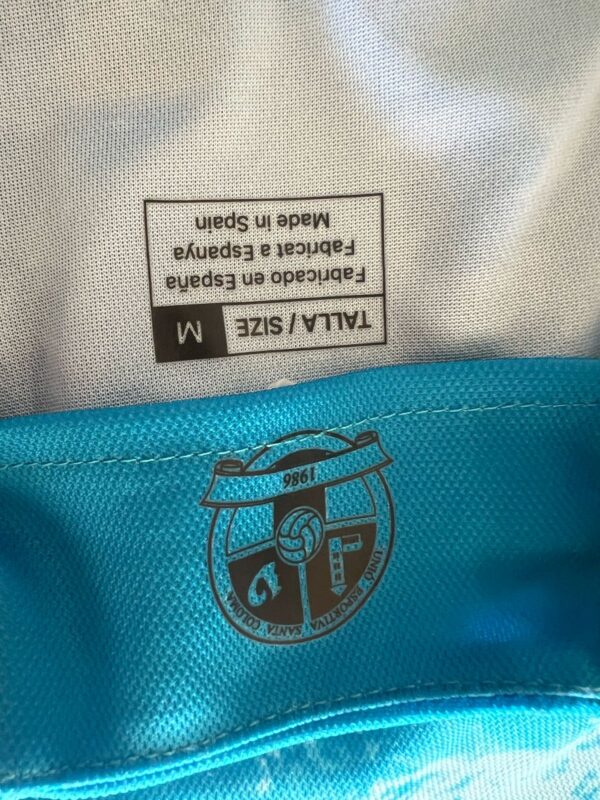 UNIÓ ESPORTIVA SANTA COLOMA
1986
TALLA / SIZE M
Fabricado en España
Fabricat a Espanya
Made in Spain